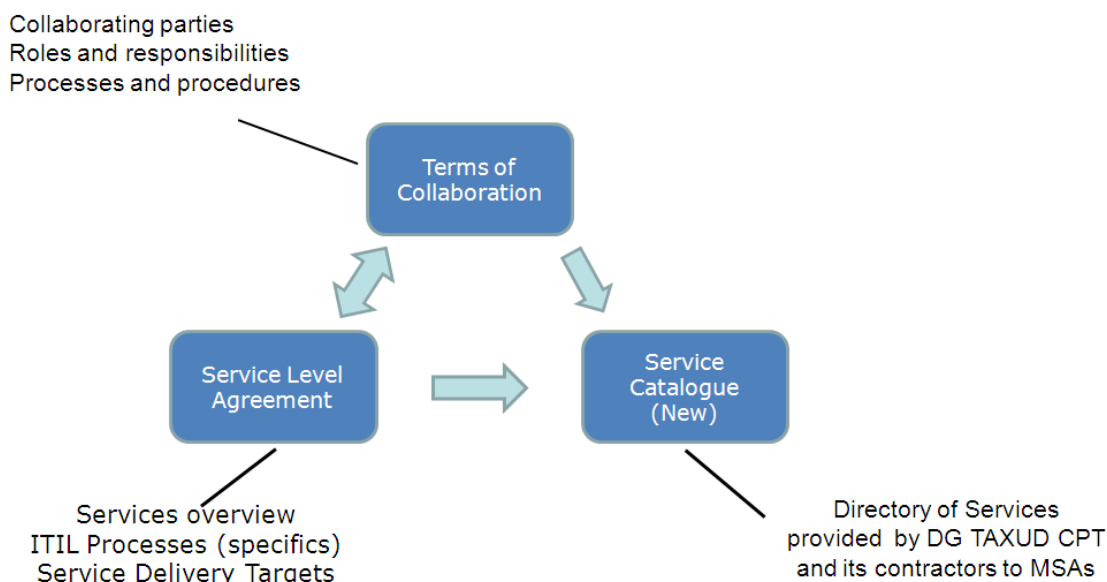 Collaborating parties
Roles and responsibilities
Processes and procedures
Terms of
Collaboration
Service Level
Agreement
Service
Catalogue
(New)
Services overview
ITIL Processes (specifics)
Service Delivery Targets
Directory of Services
provided by DG TAXUD CPT
and its contractors to MSAs